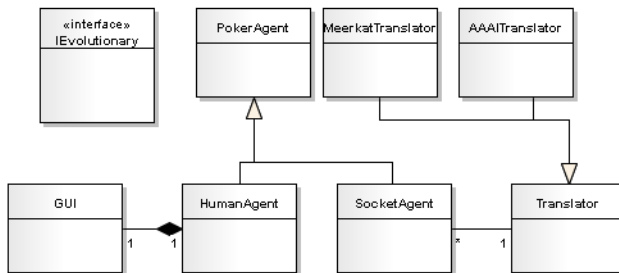 «interface»
IEvolutionary
PokerAgent
MeerkatTranslator
AAAITranslator
GUI
HumanAgent
SocketAgent
Translator
1
1
*
1